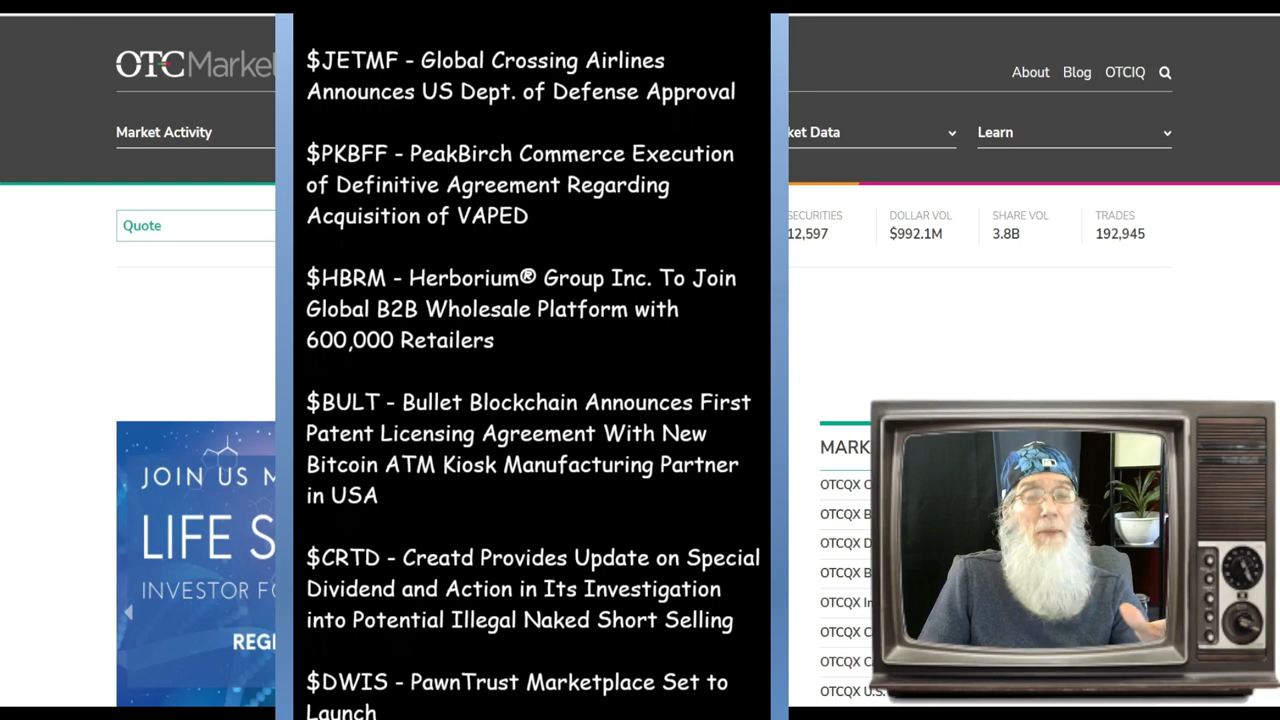 OTCMarke
About Blog OTCIQ
Market Activity
ket Data
Learn
Quote
SECURITIES
12,597
DOLLAR VOL
$992.1M
SHARE VOL
3.8B
TRADES
192,945
$JETMF - Global Crossing Airlines
Announces US Dept. of Defense Approval
$PKBFF - PeakBirch Commerce Execution
of Definitive Agreement Regarding
Acquisition of VAPED
$HBRM - Herborium® Group Inc. To Join
Global B2B Wholesale Platform with
600,000 Retailers
$BULT - Bullet Blockchain Announces First
Patent Licensing Agreement With New
Bitcoin ATM Kiosk Manufacturing Partner
in USA
$CRTD - Creatd Provides Update on Special
Dividend and Action in Its Investigation
into Potential Illegal Naked Short Selling
$DWIS - PawnTrust Marketplace Set to
Launch
JOIN US M
LIFE S
INVESTOR FO
REGI
MARK
OTCQX C
OTCQX B
OTCQX D
OTCQX B
OTCQX In
OTCQX C
OTCQX C
OTCQX U.S.